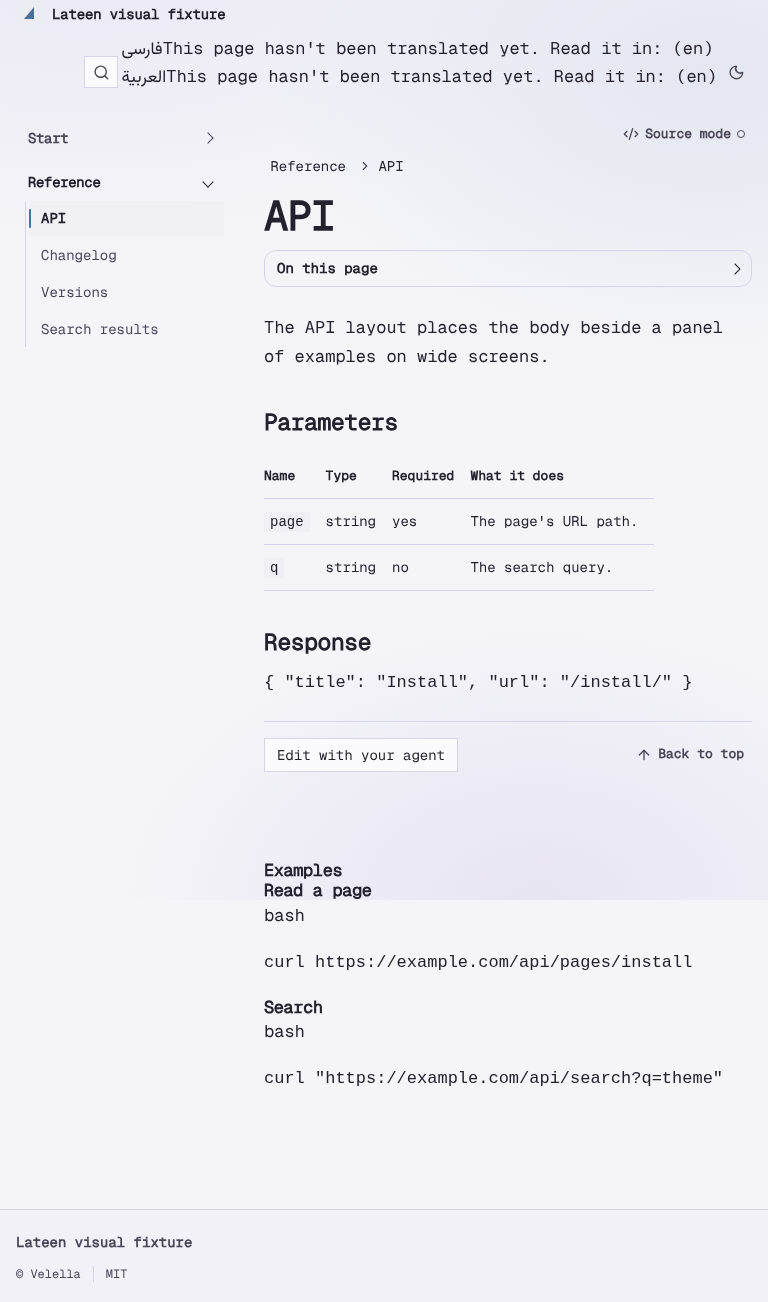 Lateen visual fixture
فارسیThis page hasn't been translated yet. Read it in: (en)
العربيةThis page hasn't been translated yet. Read it in: (en)
Source mode
Start
Reference
API
Changelog
Versions
Search results
Reference > API
API
On this page
The API layout places the body beside a panel
of examples on wide screens.
Parameters
Name Type Required What it does
page string yes The page's URL path.
q string no The search query.
Response
{ "title": "Install", "url": "/install/" }
Edit with your agent
Back to top
Examples
Read a page
bash
curl https://example.com/api/pages/install
Search
bash
curl "https://example.com/api/search?q=theme"
Lateen visual fixture
© Velella MIT